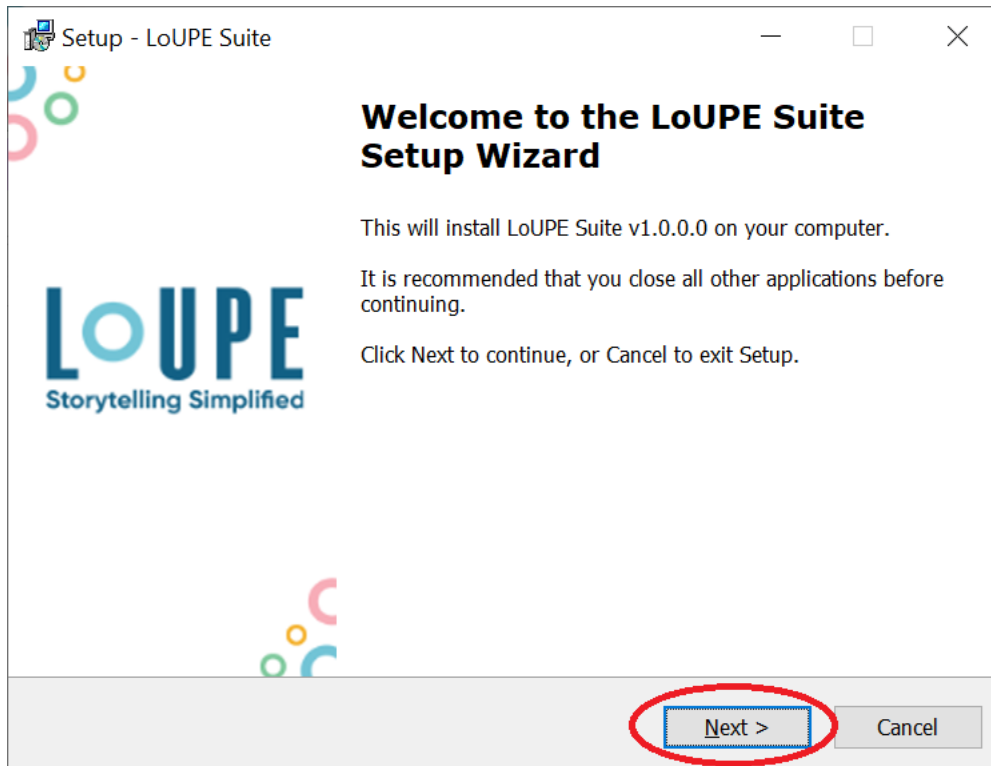 Setup - LoUPE Suite
Welcome to the LoUPE Suite
Setup Wizard
This will install LoUPE Suite v1.0.0.0 on your computer.
It is recommended that you close all other applications before
continuing.
Click Next to continue, or Cancel to exit Setup.
LoUPE
Storytelling Simplified
Next >
Cancel